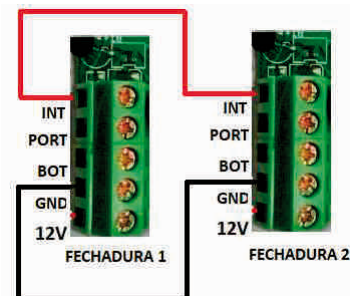 INT
PORT
BOT
GND
12V
FECHADURA 1
INT
PORT
BOT
GND
12V
FECHADURA 2